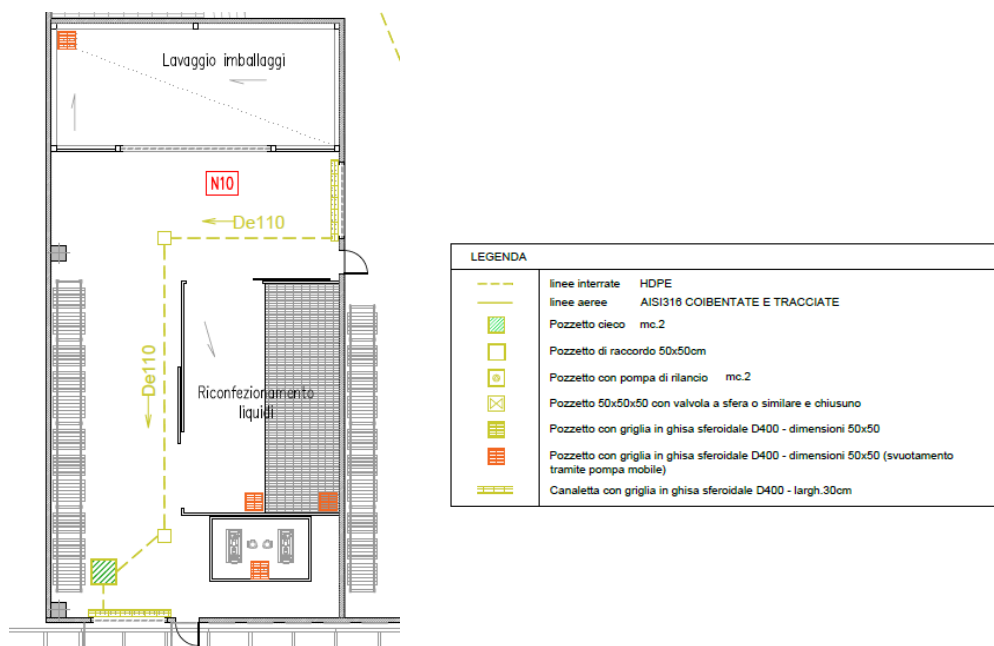 Lavaggio imballaggi
N10
De110
De110
Riconfezionamento
liquidi
LEGENDA
linee interrate HDPE
linee aeree AISI316 COIBENTATE E TRACCIATE
Pozzetto cieco mc.2
Pozzetto di raccordo 50x50cm
Pozzetto con pompa di rilancio mc.2
Pozzetto 50x50x50 con valvola a sfera o similare e chiusuno
Pozzetto con griglia in ghisa sferoidale D400 - dimensioni 50x50
Pozzetto con griglia in ghisa sferoidale D400 - dimensioni 50x50 (svuotamento
tramite pompa mobile)
Canaletta con griglia in ghisa sferoidale D400 - largh.30cm